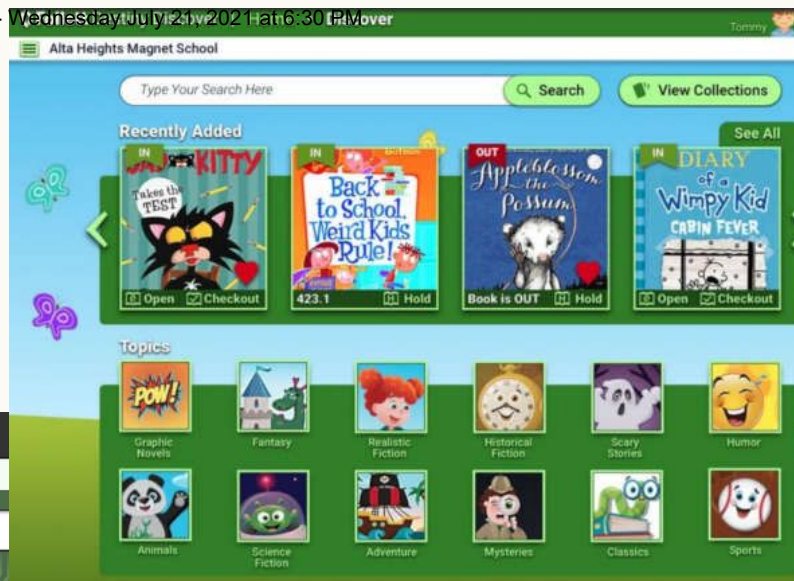 Wednesday July 21, 2021 at 6:30 PM
Discover
Tommy
Alta Heights Magnet School
Type Your Search Here
Search
View Collections
Recently Added
See All
IN
KITTY
Takes the
TEST
Open
Checkout
IN
Back
to School,
Weird Kids
Rule!
423.1
Hold
OUT
Appleblossom
the
Possum
Book is OUT
Hold
IN
DIARY
of a
Wimpy Kid
CABIN FEVER
Open
Checkout
Topics
POW!
Graphic
Novels
Fantasy
Realistic
Fiction
Historical
Fiction
Scary
Stories
Humor
Animals
Science
Fiction
Adventure
Mysteries
Classics
Sports